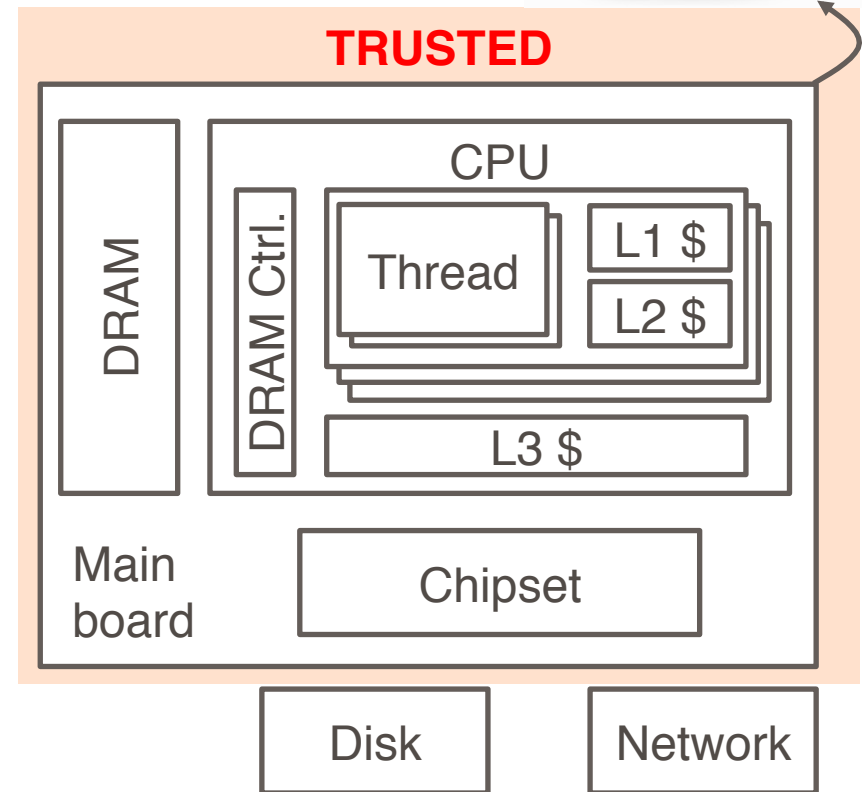 TRUSTED
CPU
DRAM
DRAM Ctrl.
Thread
L1 $
L2 $
L3 $
Main
board
Chipset
Disk
Network